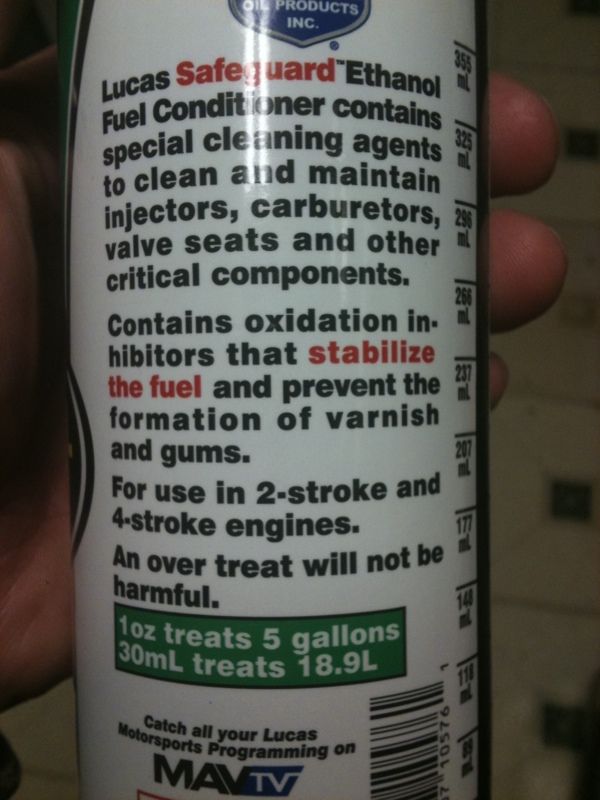 OIL PRODUCTS
INC.
Lucas Safeguard™ Ethanol
Fuel Conditioner contains
special cleaning agents
to clean and maintain
injectors, carburetors,
valve seats and other
critical components.
Contains oxidation in-
hibitors that stabilize
the fuel and prevent the
formation of varnish
and gums.
For use in 2-stroke and
4-stroke engines.
An over treat will not be
harmful.
1oz treats 5 gallons
30mL treats 18.9L
Catch all your Lucas
Motorsports Programming on
MAVTV
355
mL
325
mL
296
mL
266
mL
237
mL
207
mL
177
mL
148
mL
118
mL
89
mL
7 10576 1